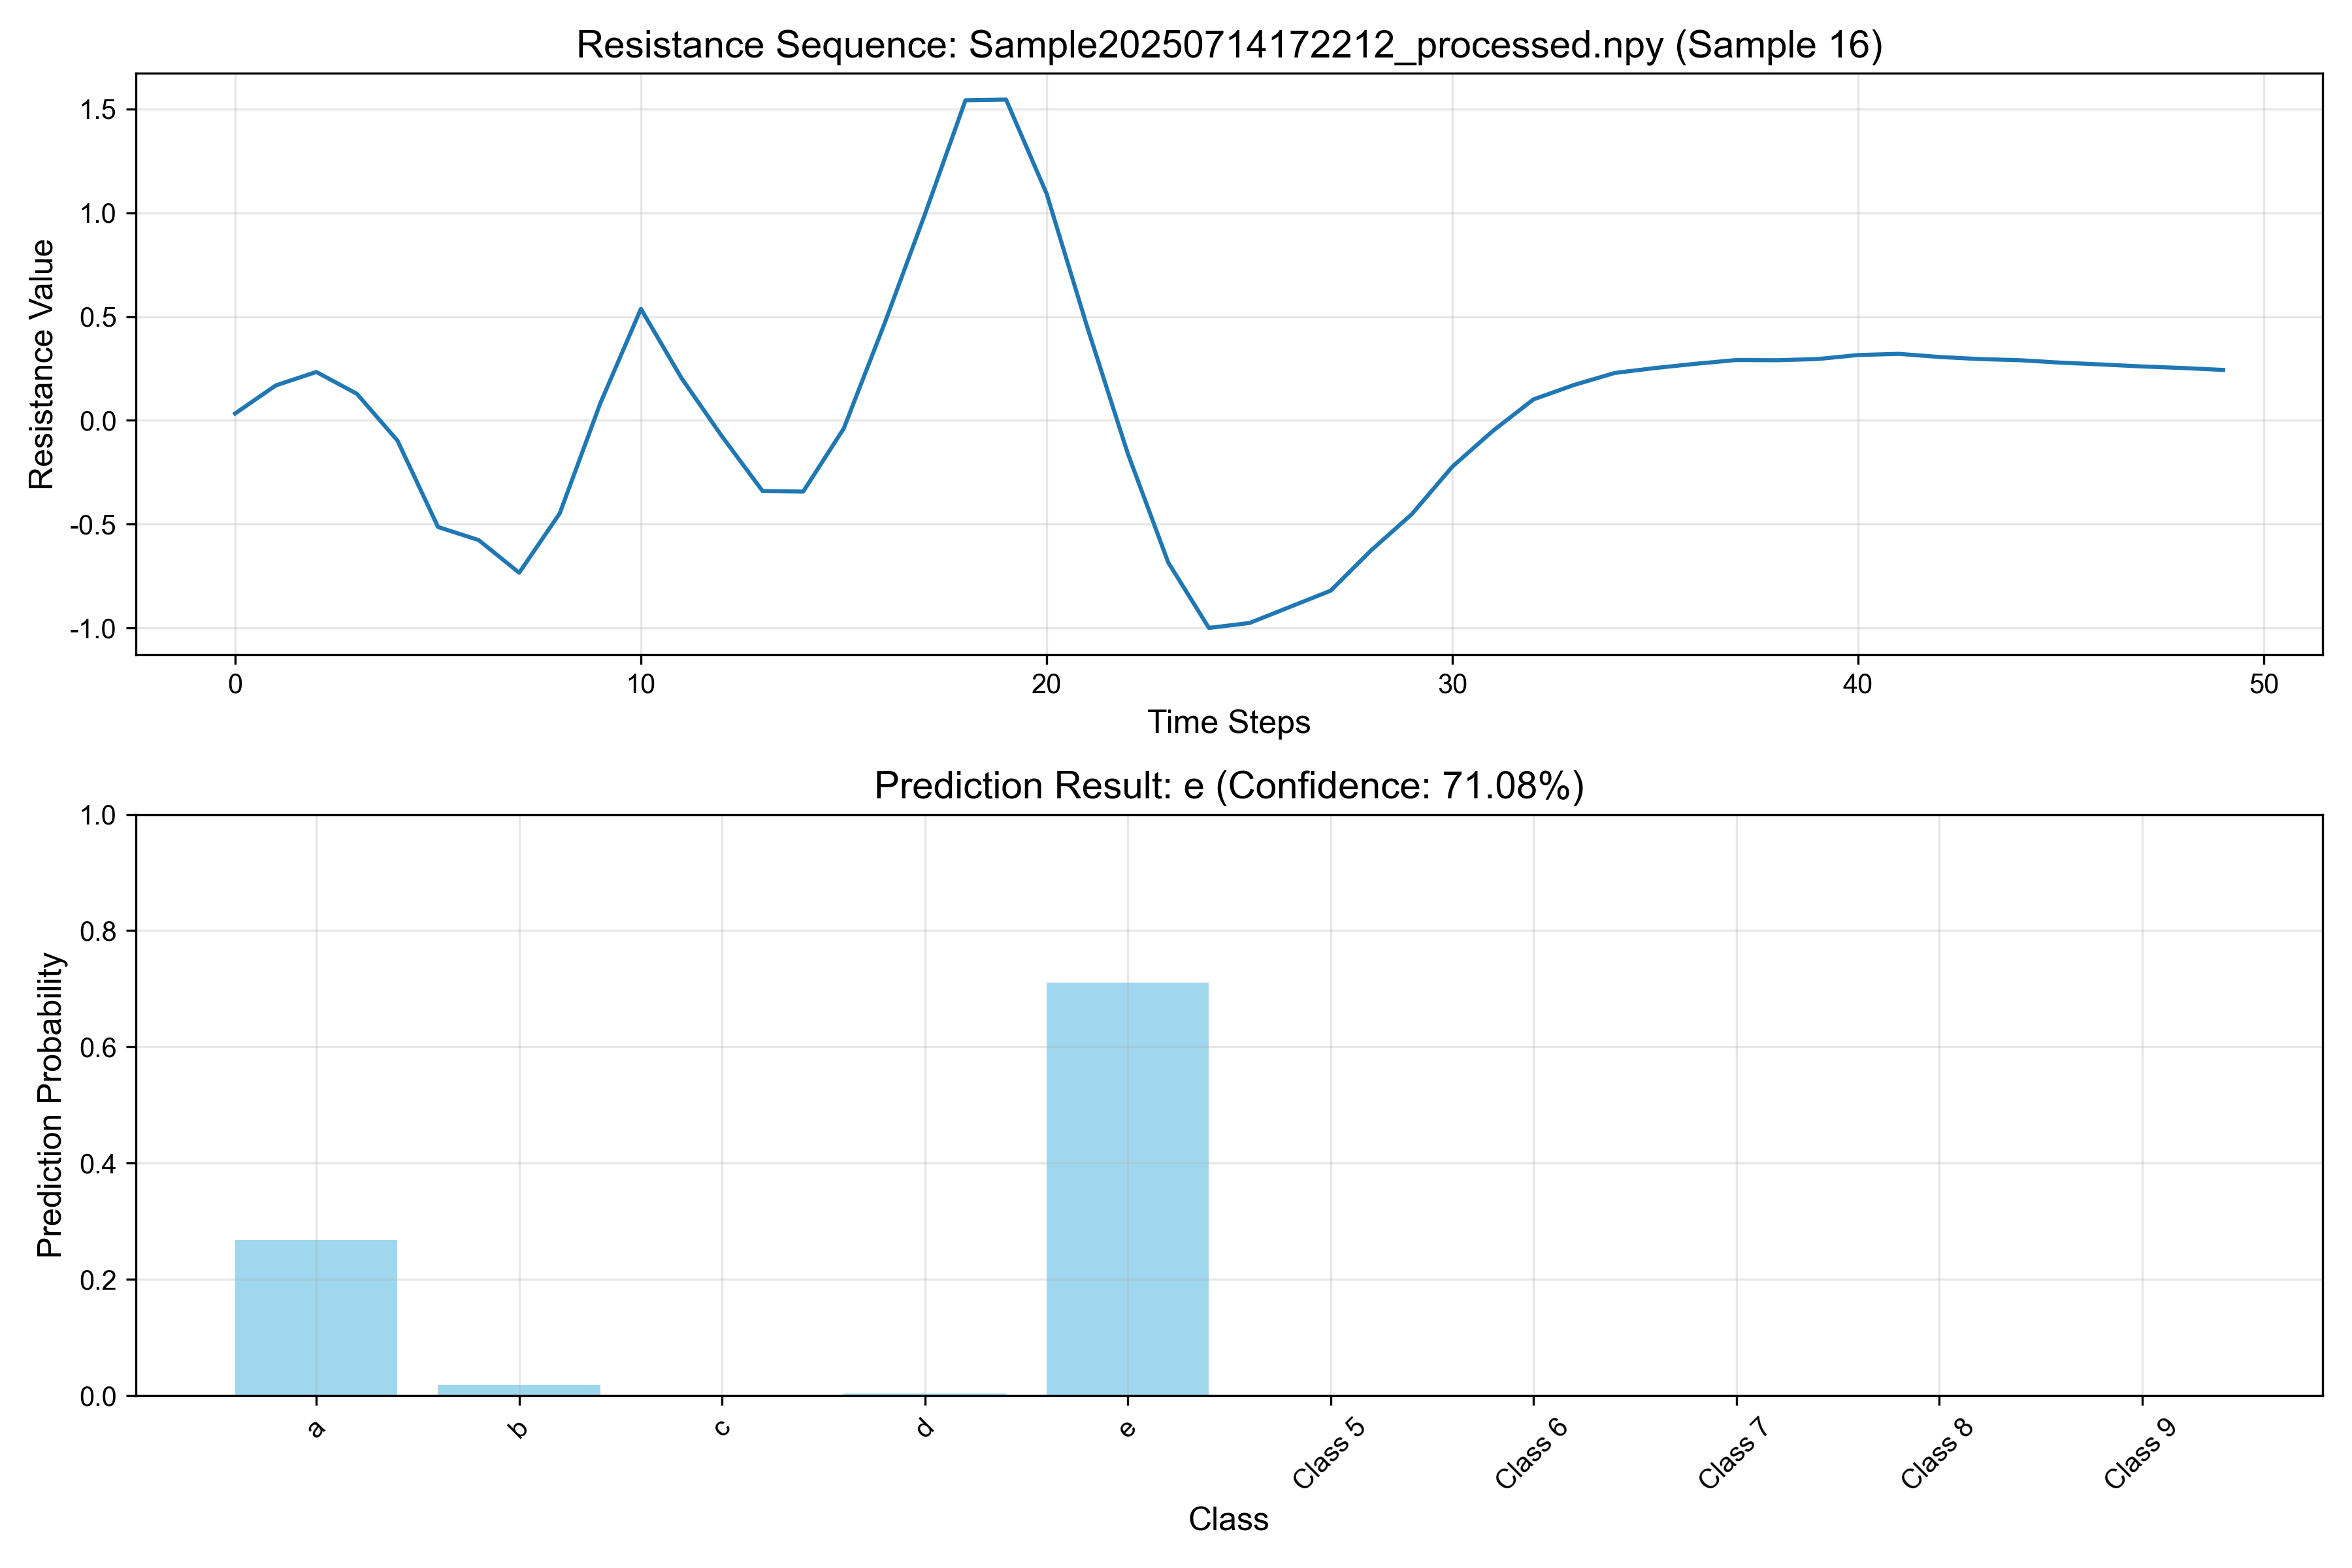 Resistance Sequence: Sample20250714172212_processed.npy (Sample 16)
Resistance Value
1.5
1.0
0.5
0.0
-0.5
-1.0
0 10 20 30 40 50
Time Steps
Prediction Result: e (Confidence: 71.08%)
Prediction Probability
1.0
0.8
0.6
0.4
0.2
0.0
a b c d e Class 5 Class 6 Class 7 Class 8 Class 9
Class